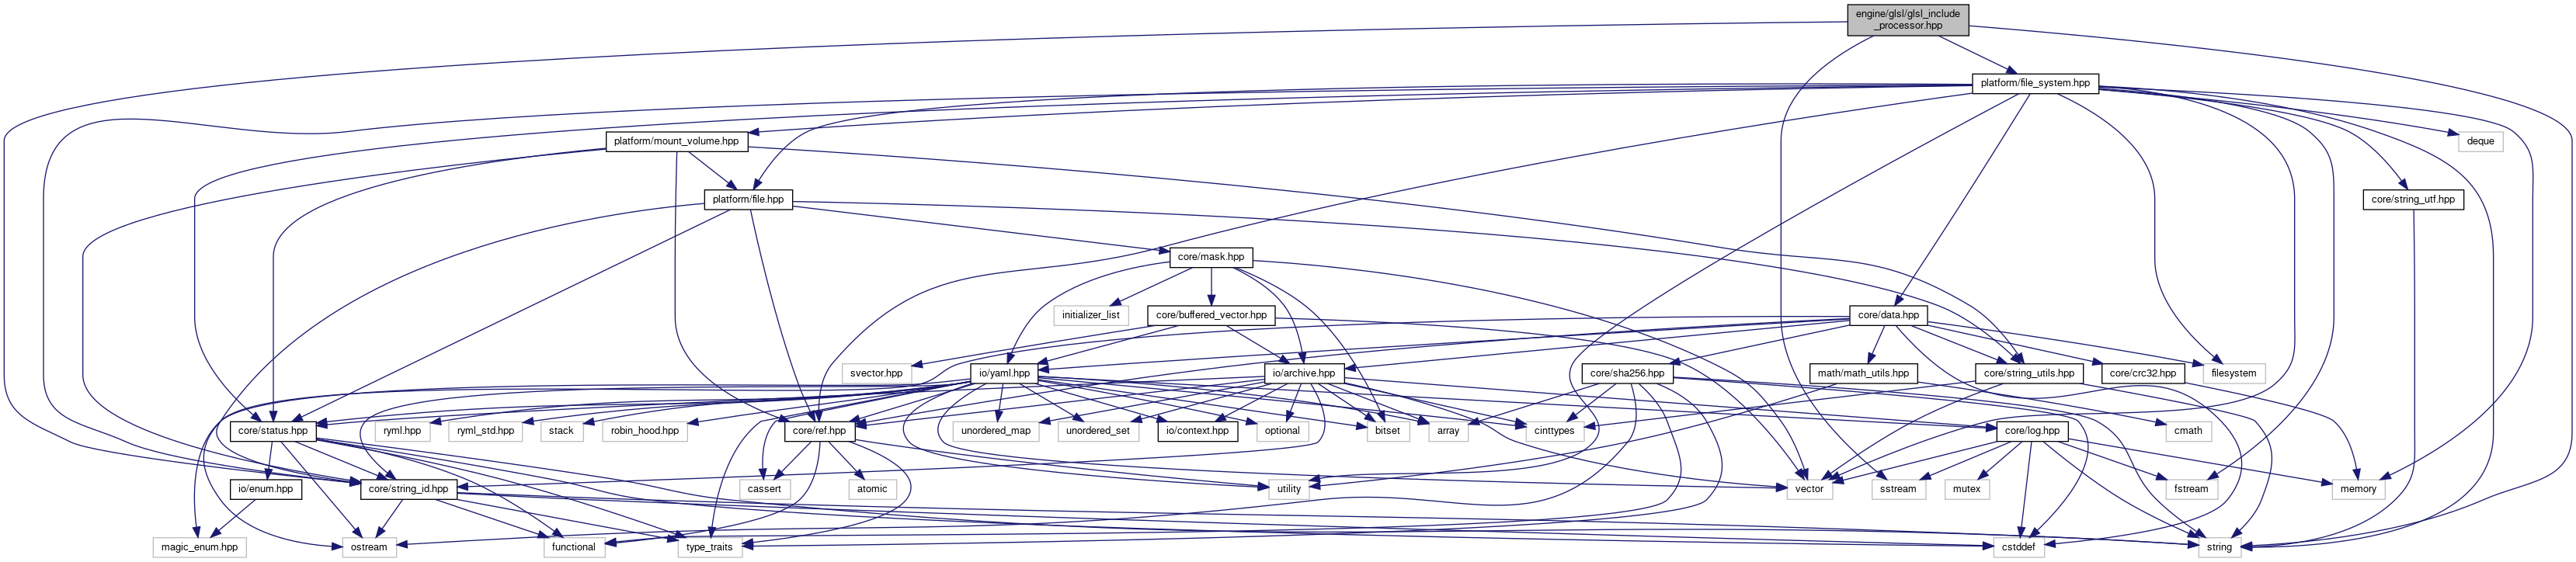 engine/glsl/glsl_include
_processor.hpp
platform/file_system.hpp
platform/mount_volume.hpp
deque
platform/file.hpp
core/string_utf.hpp
core/mask.hpp
initializer_list
core/buffered_vector.hpp
core/data.hpp
svector.hpp
io/yaml.hpp
io/archive.hpp
core/sha256.hpp
math/math_utils.hpp
core/string_utils.hpp
core/crc32.hpp
filesystem
core/status.hpp
ryml.hpp
ryml_std.hpp
stack
robin_hood.hpp
core/ref.hpp
unordered_map
unordered_set
io/context.hpp
optional
bitset
array
cinttypes
core/log.hpp
cmath
io/enum.hpp
core/string_id.hpp
cassert
atomic
utility
vector
sstream
mutex
fstream
memory
magic_enum.hpp
ostream
functional
type_traits
cstddef
string